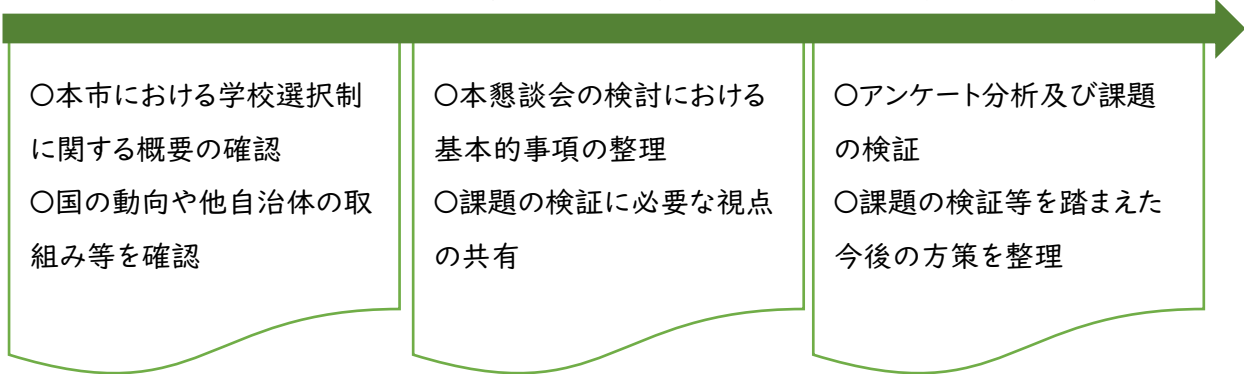 〇本市における学校選択制
に関する概要の確認
〇国の動向や他自治体の取
組み等を確認
〇本懇談会の検討における
基本的事項の整理
〇課題の検証に必要な視点
の共有
〇アンケート分析及び課題
の検証
〇課題の検証等を踏まえた
今後の方策を整理